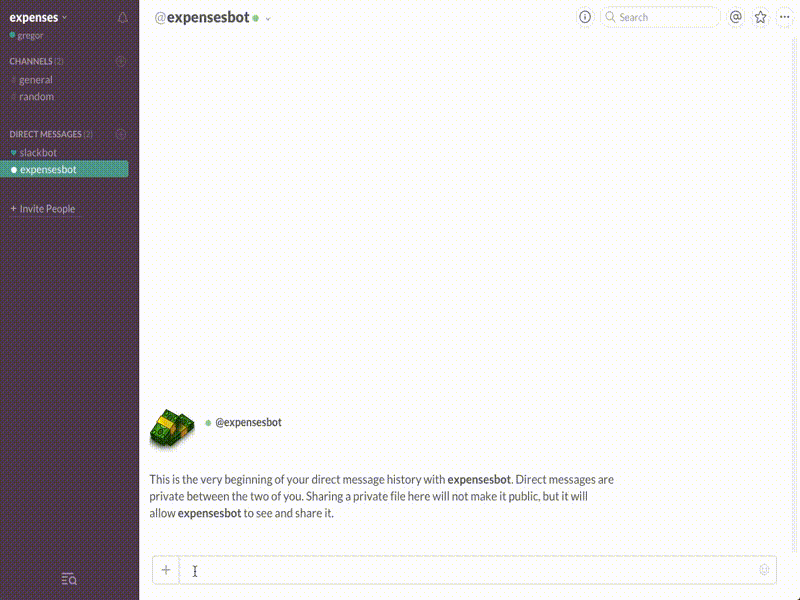 expenses
gregor
CHANNELS (2)
# general
# random
DIRECT MESSAGES (2)
slackbot
expensesbot
+ Invite People
@expensesbot
Search
@expensesbot
This is the very beginning of your direct message history with expensesbot. Direct messages are
private between the two of you. Sharing a private file here will not make it public, but it will
allow expensesbot to see and share it.